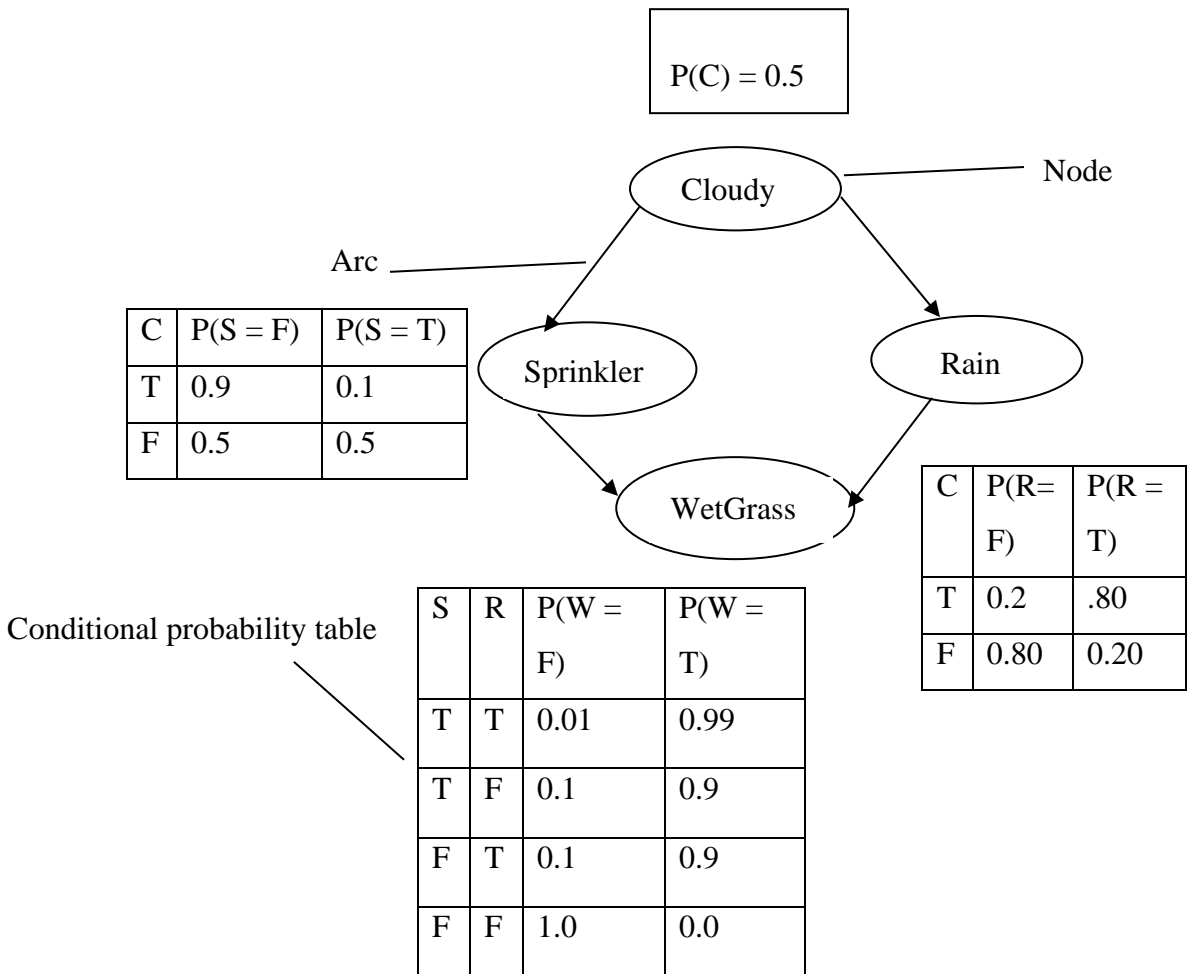 P(C) = 0.5
Cloudy
Node
Arc
C P(S = F) P(S = T)
T 0.9 0.1
F 0.5 0.5
Sprinkler
Rain
WetGrass
C P(R= P(R =
F) T)
T 0.2 .80
F 0.80 0.20
Conditional probability table
S R P(W = P(W =
F) T)
T T 0.01 0.99
T F 0.1 0.9
F T 0.1 0.9
F F 1.0 0.0